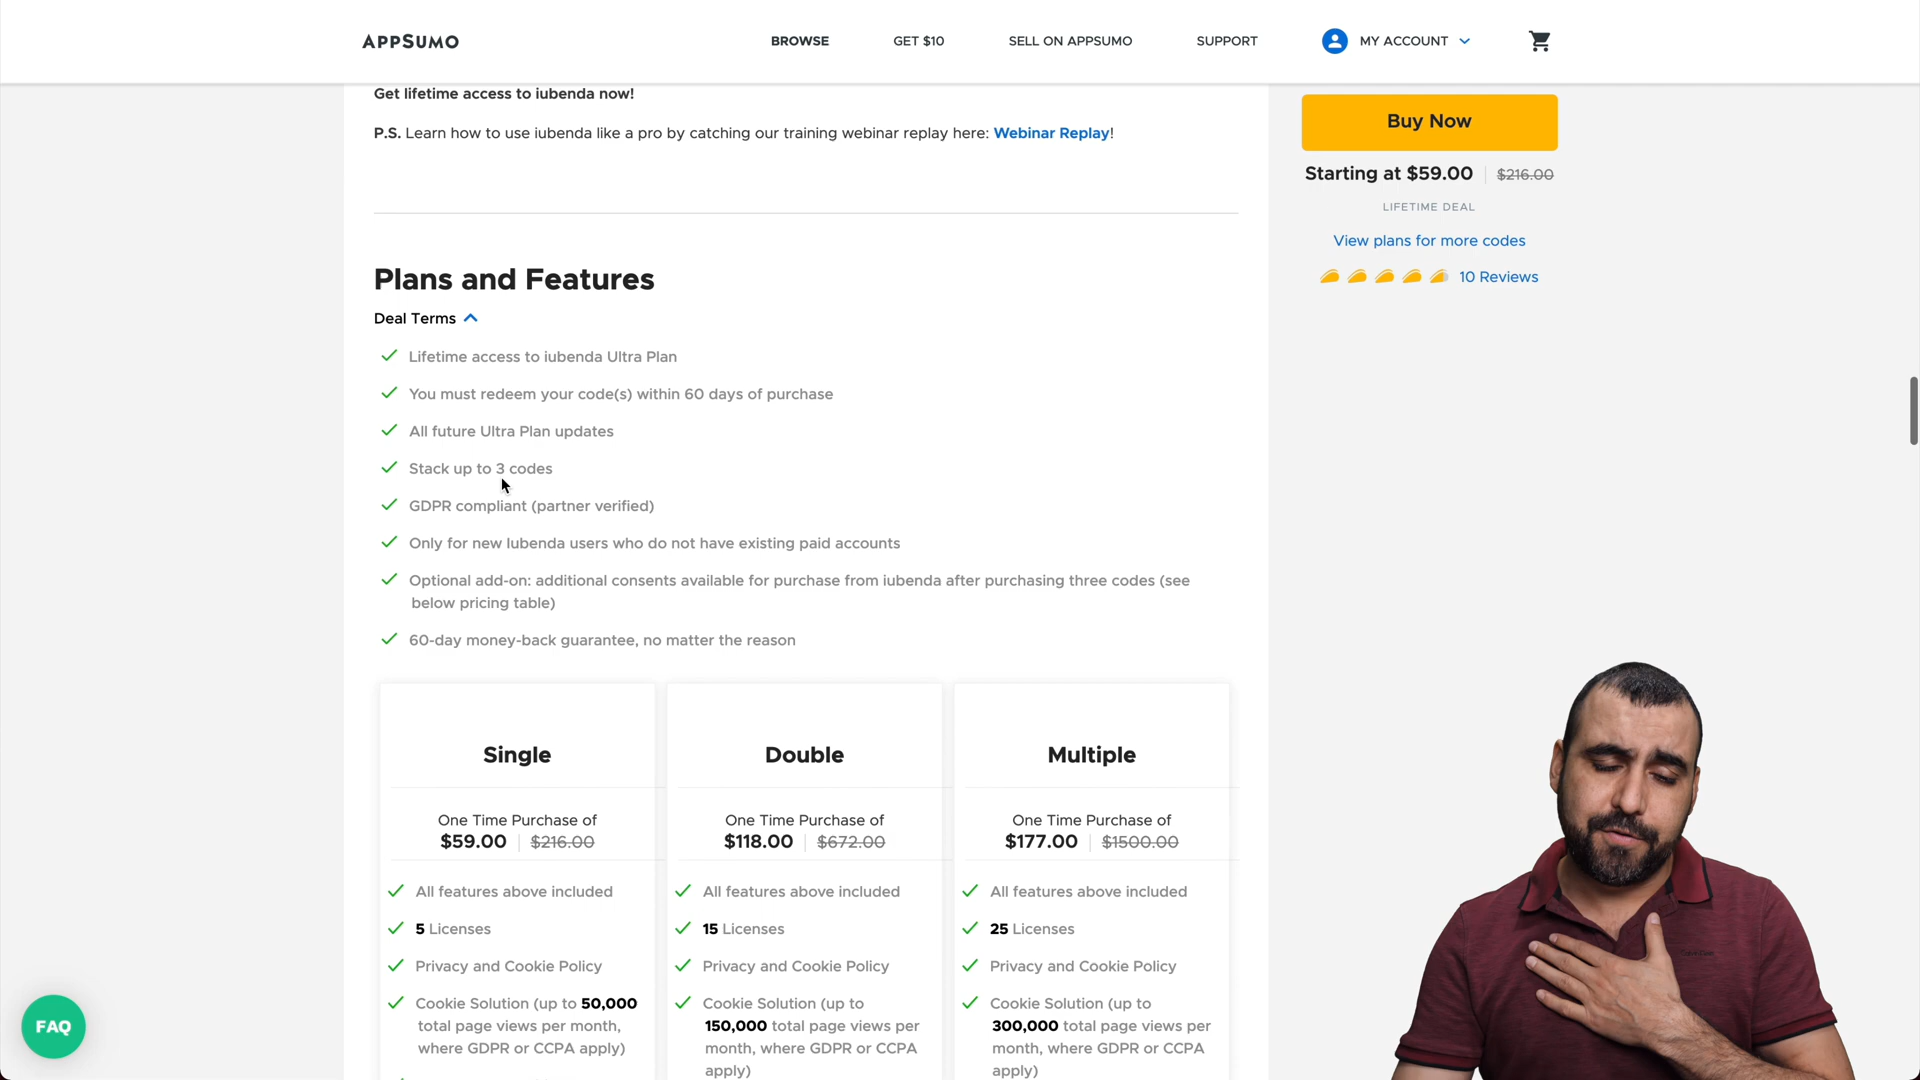 APPSUMO
BROWSE
GET $10
SELL ON APPSUMO
SUPPORT
MY ACCOUNT
Get lifetime access to iubenda now!
P.S. Learn how to use iubenda like a pro by catching our training webinar replay here: Webinar Replay!
Buy Now
Starting at $59.00 | $216.00
LIFETIME DEAL
View plans for more codes
10 Reviews
Plans and Features
Deal Terms
Lifetime access to iubenda Ultra Plan
You must redeem your code(s) within 60 days of purchase
All future Ultra Plan updates
Stack up to 3 codes
GDPR compliant (partner verified)
Only for new Iubenda users who do not have existing paid accounts
Optional add-on: additional consents available for purchase from iubenda after purchasing three codes (see
below pricing table)
60-day money-back guarantee, no matter the reason
Single
One Time Purchase of
$59.00 | $216.00
All features above included
5 Licenses
Privacy and Cookie Policy
Cookie Solution (up to 50,000
total page views per month,
where GDPR or CCPA apply)
Double
One Time Purchase of
$118.00 | $672.00
All features above included
15 Licenses
Privacy and Cookie Policy
Cookie Solution (up to
150,000 total page views per
month, where GDPR or CCPA
apply)
Multiple
One Time Purchase of
$177.00 | $1500.00
All features above included
25 Licenses
Privacy and Cookie Policy
Cookie Solution (up to
300,000 total page views per
month, where GDPR or CCPA
apply)
FAQ